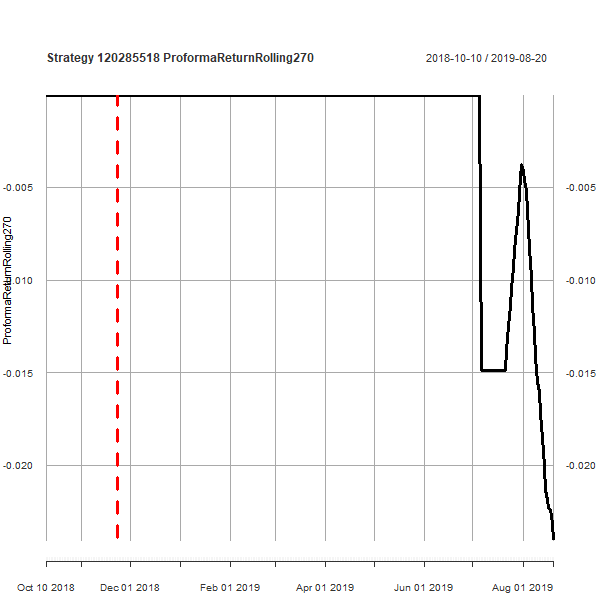 Strategy 120285518 ProformaReturnRolling270
2018-10-10 / 2019-08-20
ProformaReturnRolling270
-0.005
-0.005
-0.010
-0.010
-0.015
-0.015
-0.020
-0.020
Oct 10 2018
Dec 01 2018
Feb 01 2019
Apr 01 2019
Jun 01 2019
Aug 01 2019